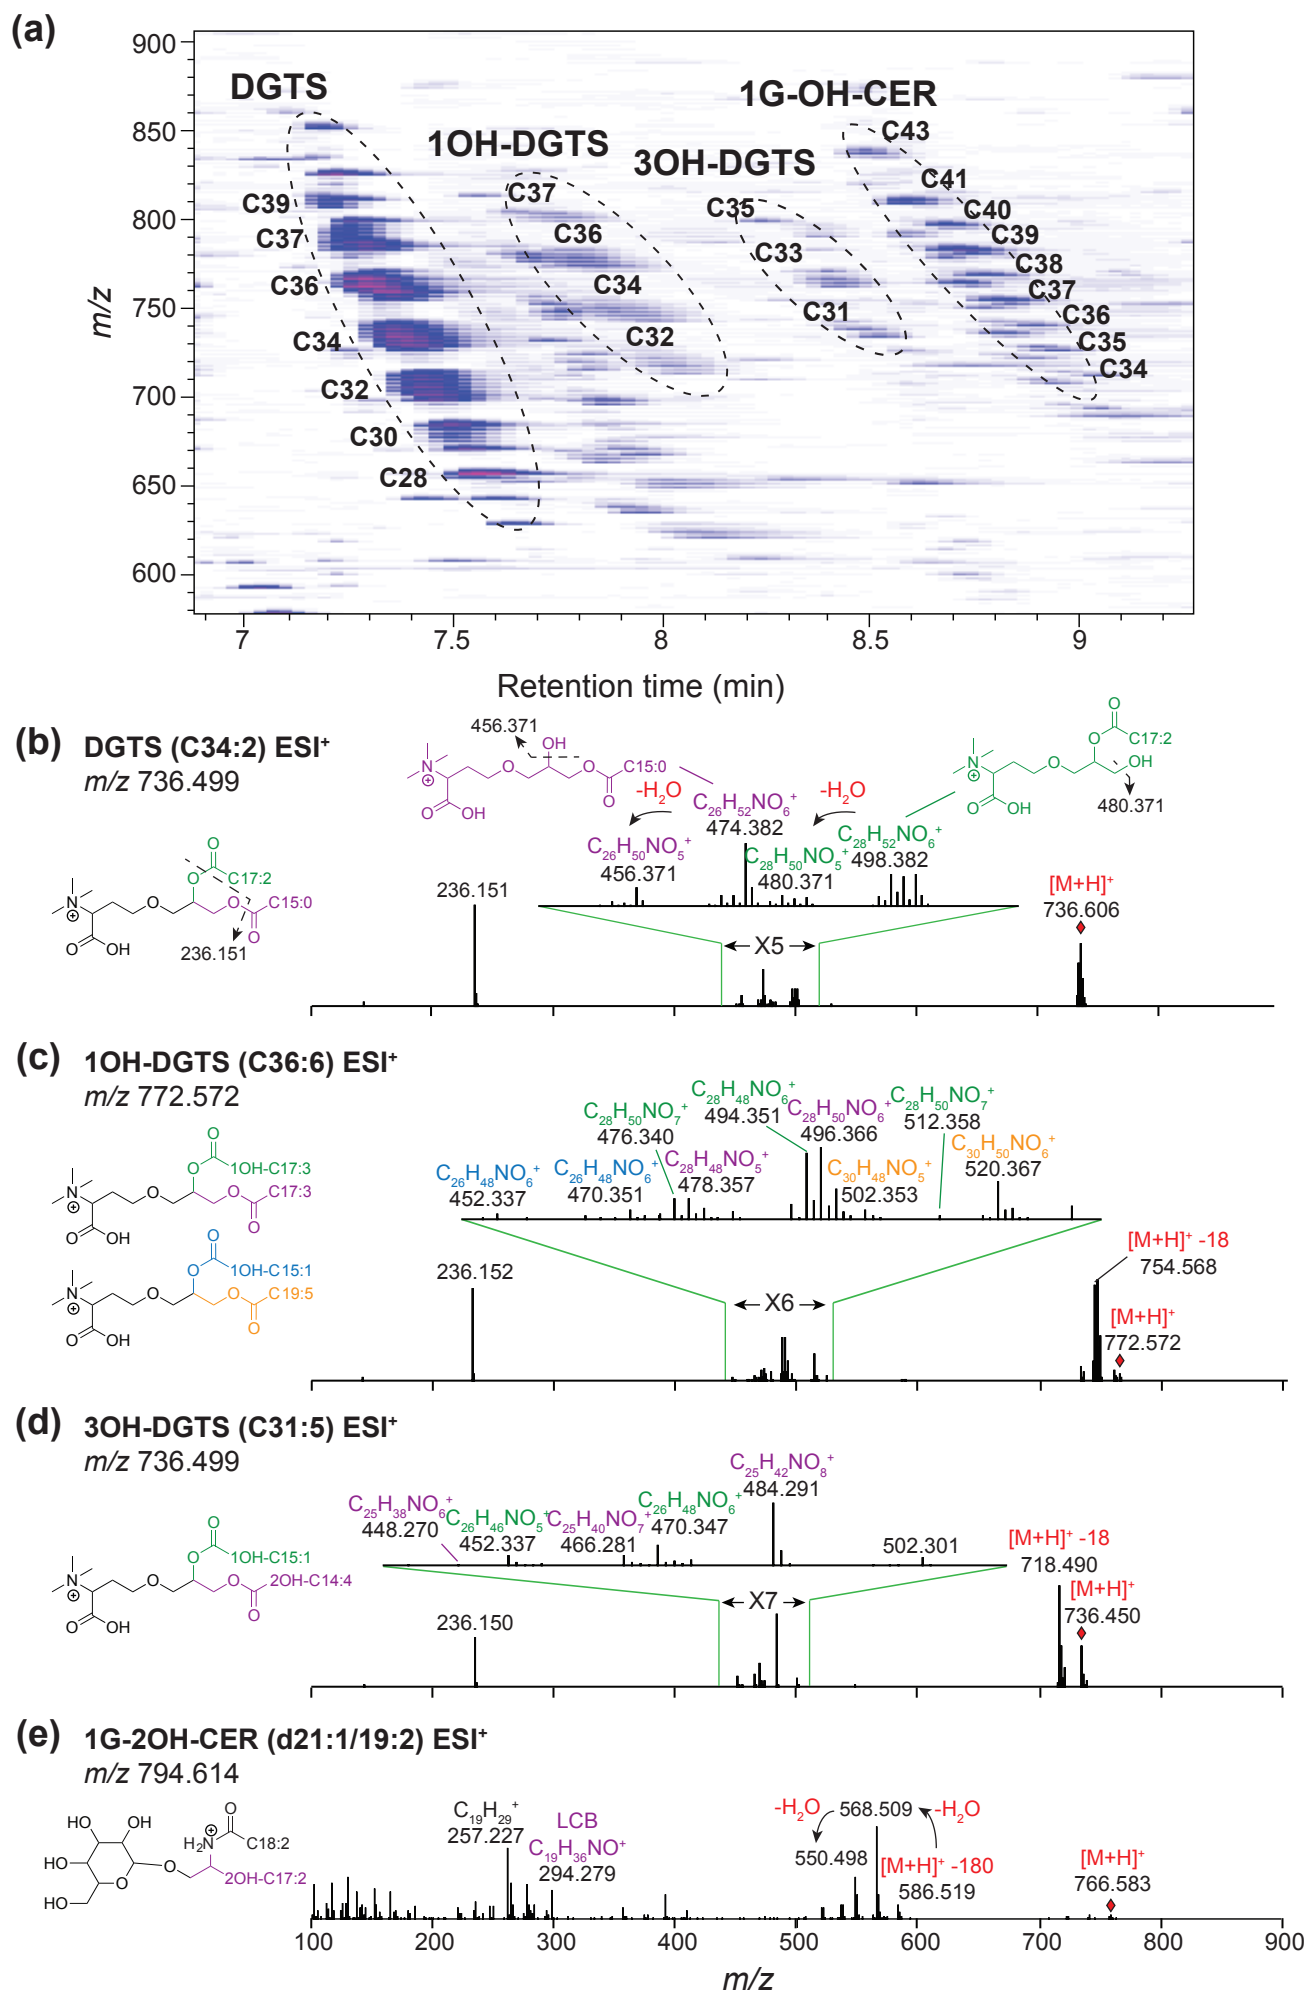 (a)
900
850
800
750
700
650
600
m/z
DGTS
1OH-DGTS
3OH-DGTS
1G-OH-CER
C39
C37
C36
C34
C32
C30
C28
C37
C36
C34
C32
C35
C33
C31
C43
C41
C40
C39
C38
C37
C36
C35
C34
7
7.5
8
8.5
9
Retention time (min)
(b)
DGTS (C34:2) ESI+
m/z 736.499
N
⊕
O
OH
O
O
O
C17:2
O
C15:0
O
236.151
456.371
OH
N
⊕
O
O
C15:0
O
O
OH
O
C17:2
O
N
⊕
O
OH
O
OH
480.371
-H2O
-H2O
C26H52NO6+
474.382
C26H50NO5+
456.371
C28H50NO5+
480.371
C28H52NO6+
498.382
236.151
X5
[M+H]+
736.606
(c)
1OH-DGTS (C36:6) ESI+
m/z 772.572
O
O
1OH-C17:3
N
⊕
O
O
C17:3
O
O
OH
O
O
1OH-C15:1
N
⊕
O
O
C19:5
O
O
OH
C26H48NO6+
452.337
C26H48NO6+
470.351
C28H50NO7+
476.340
C28H48NO5+
478.357
C28H48NO6+
494.351
C28H50NO6+
496.366
C30H48NO5+
502.353
C28H50NO7+
512.358
C30H50NO6+
520.367
236.152
X6
[M+H]+ -18
754.568
[M+H]+
772.572
(d)
3OH-DGTS (C31:5) ESI+
m/z 736.499
O
O
1OH-C15:1
N
⊕
O
O
2OH-C14:4
O
O
OH
C25H38NO6+
448.270
C26H46NO5+
452.337
C25H40NO7+
466.281
C26H48NO6+
470.347
C25H42NO8+
484.291
502.301
236.150
X7
[M+H]+ -18
718.490
[M+H]+
736.450
(e)
1G-2OH-CER (d21:1/19:2) ESI+
m/z 794.614
HO
OH
HO
O
HO
O
O
H2N
⊕
C18:2
2OH-C17:2
C19H29+
257.227
LCB
C19H36NO+
294.279
-H2O
568.509
-H2O
550.498
[M+H]+ -180
586.519
[M+H]+
766.583
100
200
300
400
500
600
700
800
900
m/z